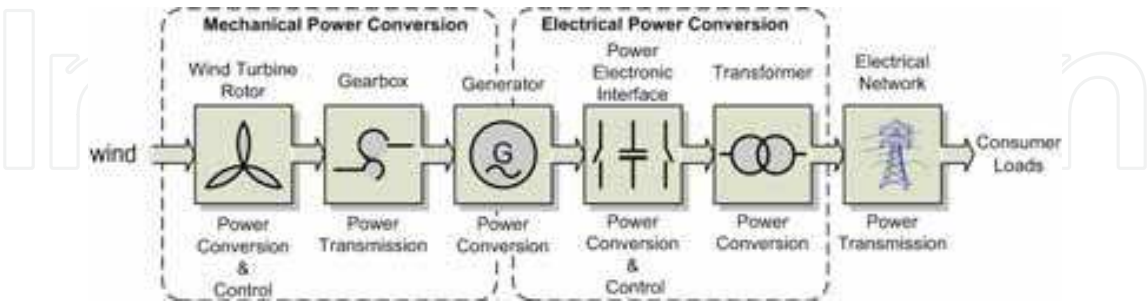 Mechanical Power Conversion
Electrical Power Conversion
Wind Turbine
Rotor
Gearbox
Generator
Power
Electronic
Interface
Transformer
Electrical
Network
wind
G
Consumer
Loads
Power
Conversion
&
Control
Power
Transmission
Power
Conversion
Power
Conversion
&
Control
Power
Conversion
Power
Transmission